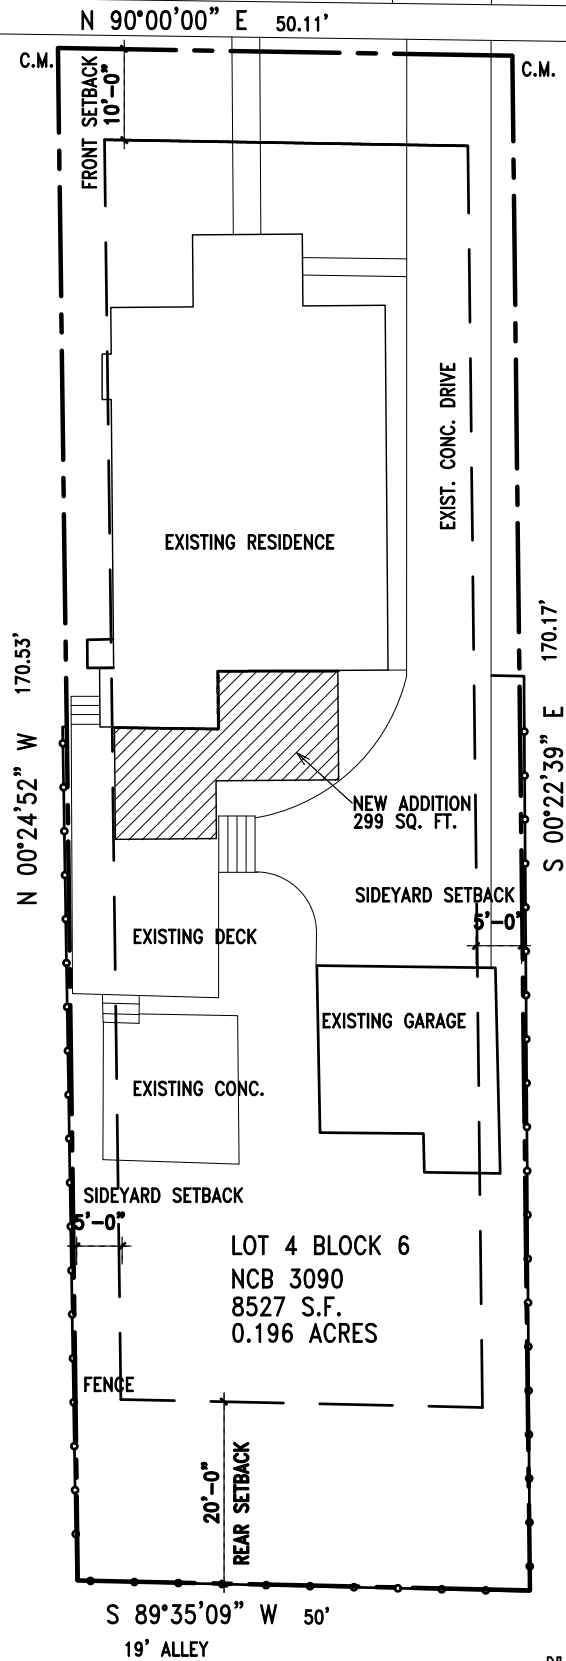 N 90°00'00" E 50.11'
C.M.
C.M.
FRONT SETBACK
10'-0"
EXIST. CONC. DRIVE
EXISTING RESIDENCE
N 00°24'52" W 170.53'
S 00°22'39" E 170.17'
NEW ADDITION
299 SQ. FT.
SIDEYARD SETBACK
5'-0"
EXISTING DECK
EXISTING GARAGE
EXISTING CONC.
SIDEYARD SETBACK
5'-0"
LOT 4 BLOCK 6
NCB 3090
8527 S.F.
0.196 ACRES
FENCE
20'-0"
REAR SETBACK
S 89°35'09" W 50'
19' ALLEY